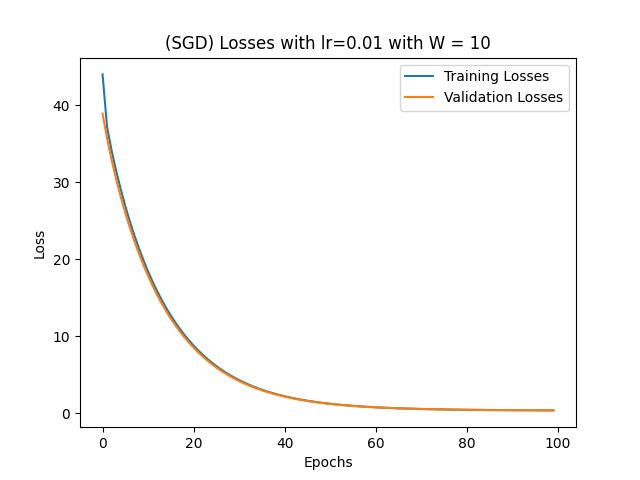 (SGD) Losses with lr=0.01 with W = 10
Training Losses
Validation Losses
40
30
20
10
0
Loss
0 20 40 60 80 100
Epochs